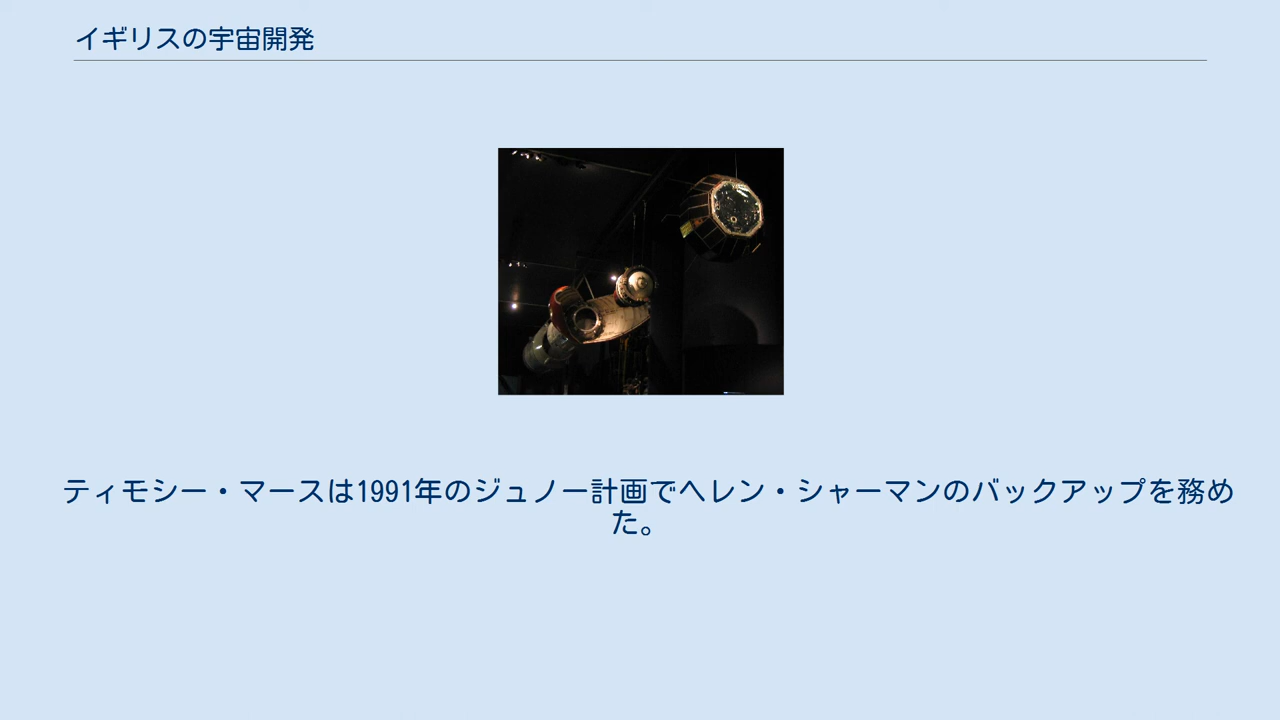 イギリスの宇宙開発
ティモシー・マースは1991年のジュノー計画でヘレン・シャーマンのバックアップを務め
た。